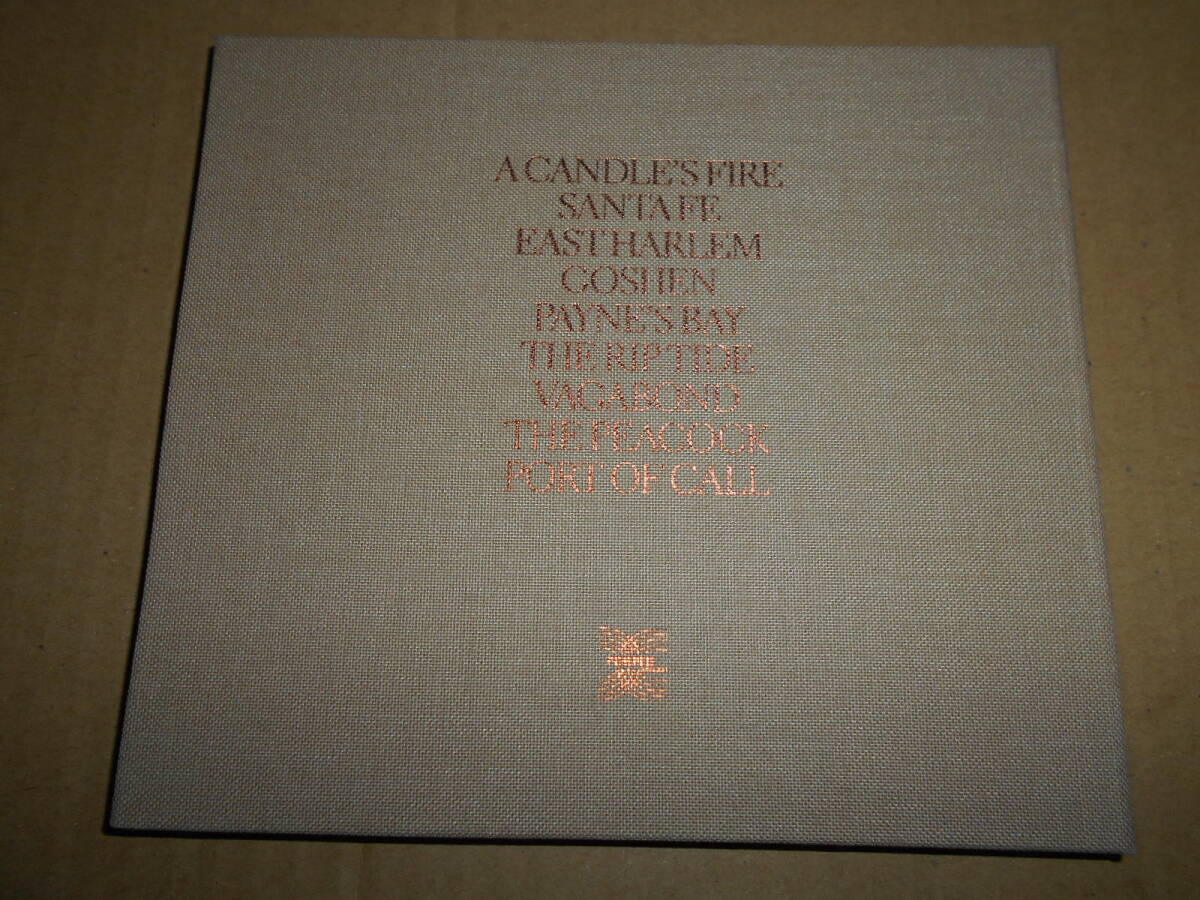 A CANDLE'S FIRE
SANTA FE
EAST HARLEM
GOSHEN
PAYNE'S BAY
THE RIP TIDE
VAGABOND
THE PEACOCK
PORT OF CALL